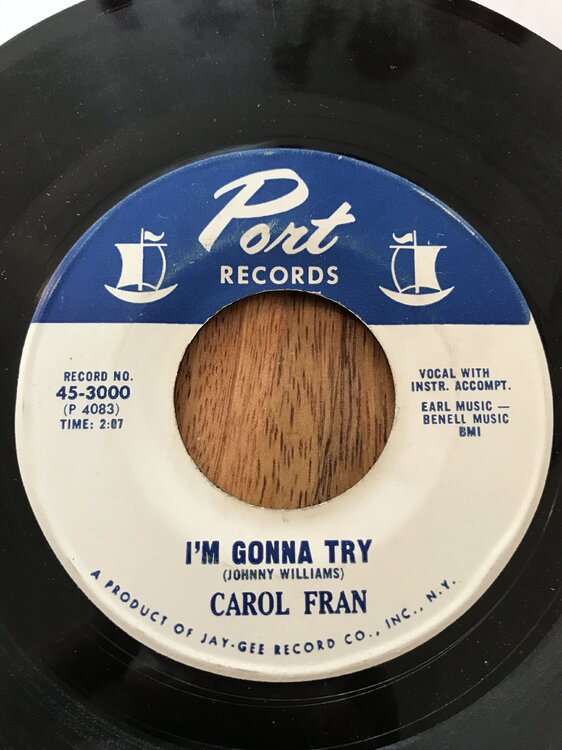 Port
RECORDS
RECORD NO.
45-3000
(P 4083)
TIME: 2:07
VOCAL WITH
INSTR. ACCOMPT.
EARL MUSIC —
BENELL MUSIC
BMI
I'M GONNA TRY
(JOHNNY WILLIAMS)
CAROL FRAN
A PRODUCT OF JAY-GEE RECORD CO., INC., N.Y.